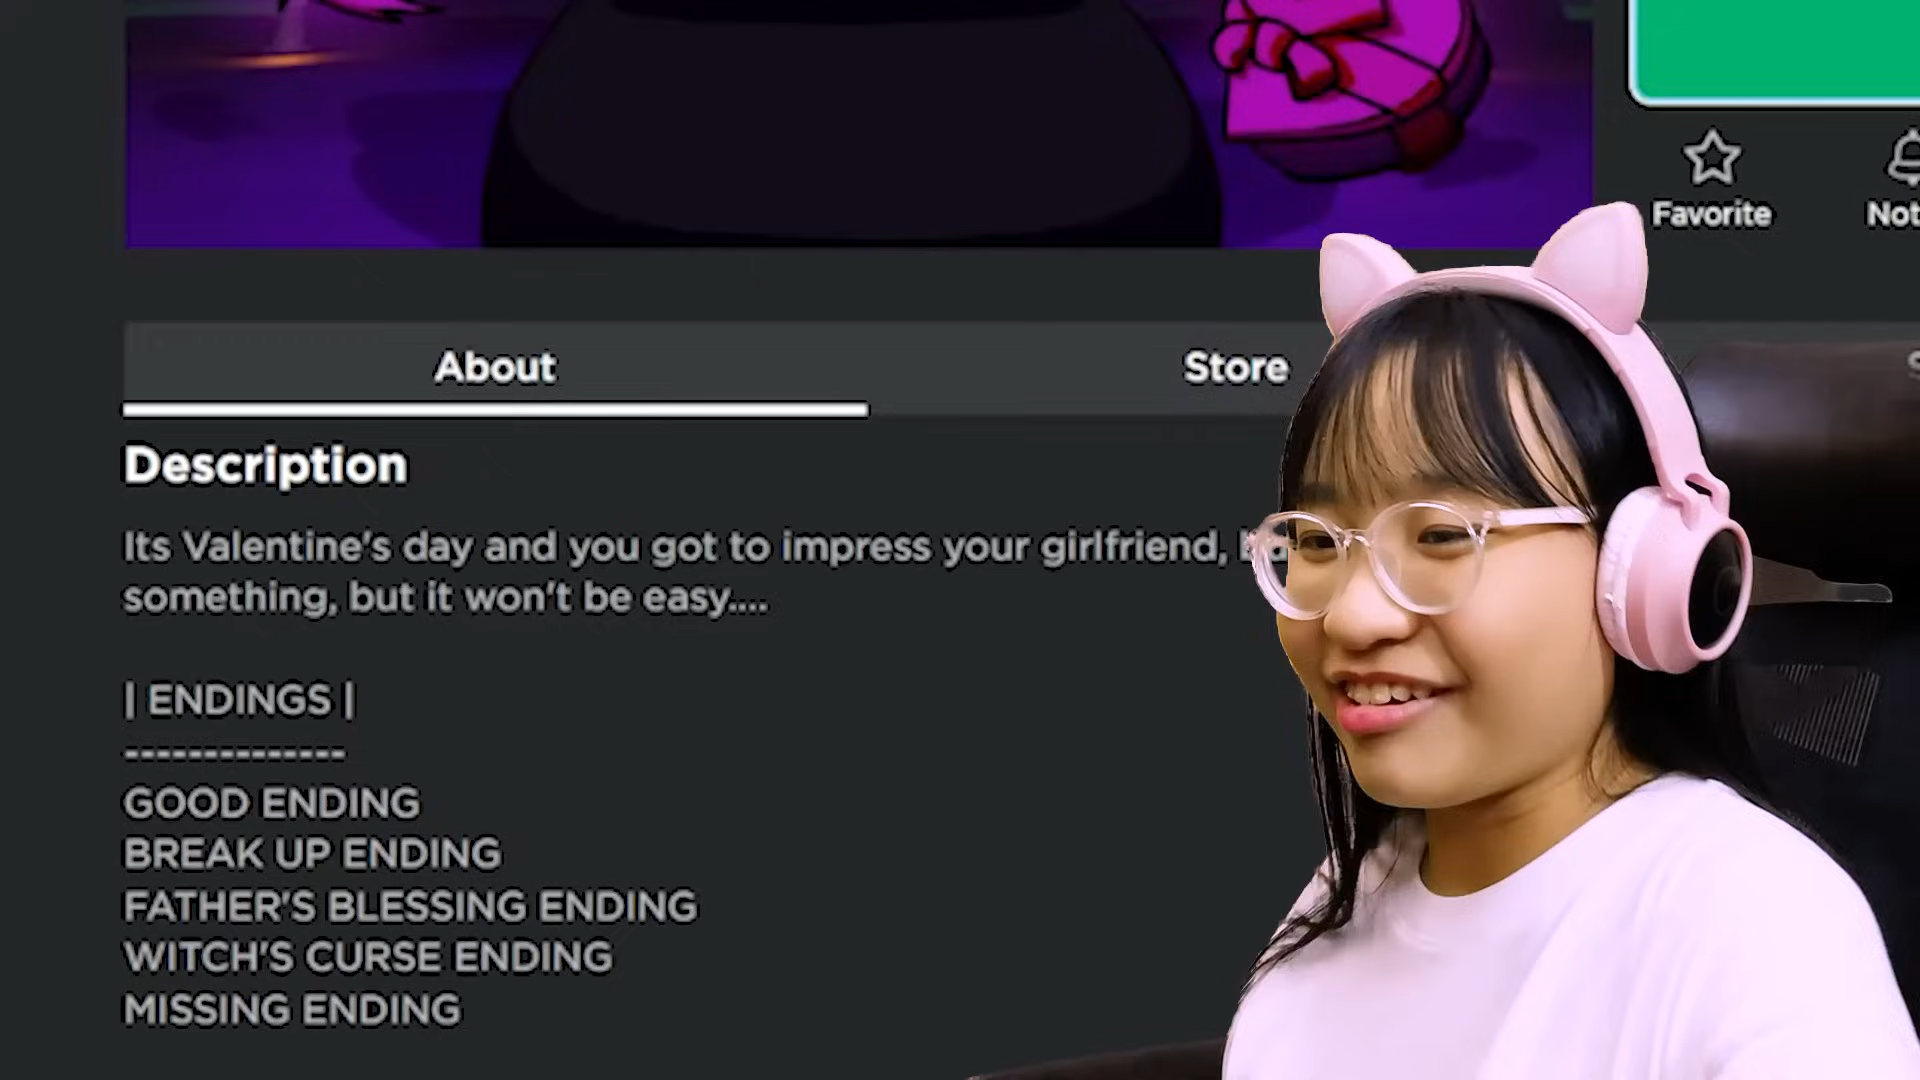 Favorite
Not
About
Store
Description
Its Valentine's day and you got to impress your girlfriend,
something, but it won't be easy....
| ENDINGS |
--------------
GOOD ENDING
BREAK UP ENDING
FATHER'S BLESSING ENDING
WITCH'S CURSE ENDING
MISSING ENDING